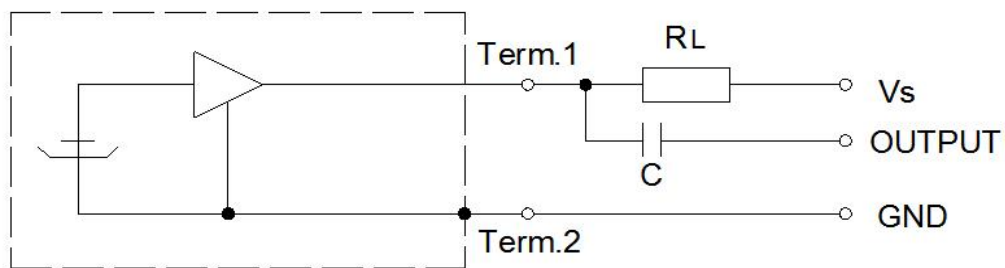 RL
Term.1
Vs
OUTPUT
C
GND
Term.2